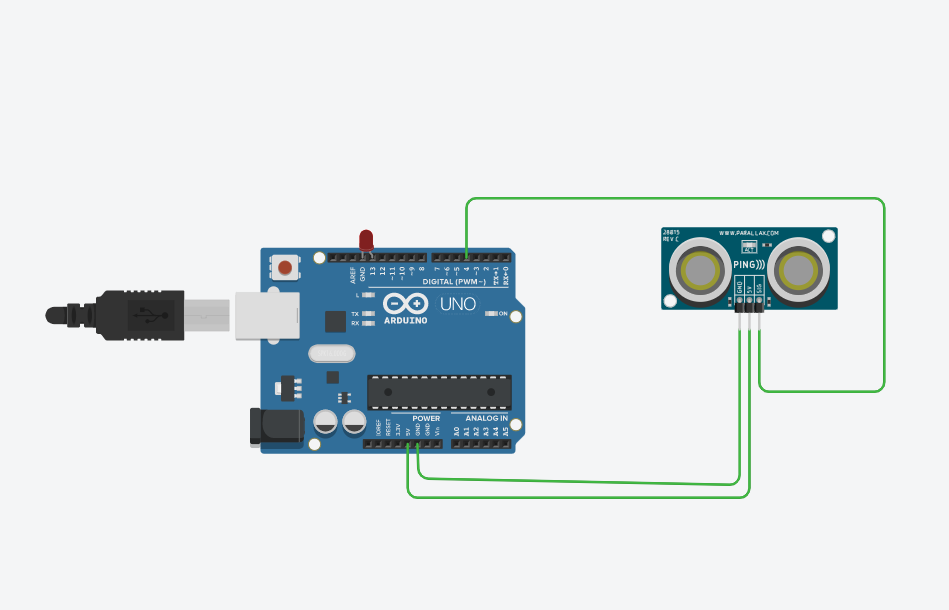 28015
REV C
WWW.PARALLAX.COM
ACT
PING)))
GND
5V
SIG
AREF
GND
13
12
~11
~10
~9
8
7
~6
~5
4
~3
2
TX→1
RX←0
DIGITAL (PWM~)
L
TX
RX
ARDUINO
UNO
ON
POWER
ANALOG IN
IOREF
RESET
3.3V
5V
GND
GND
Vin
A0
A1
A2
A3
A4
A5